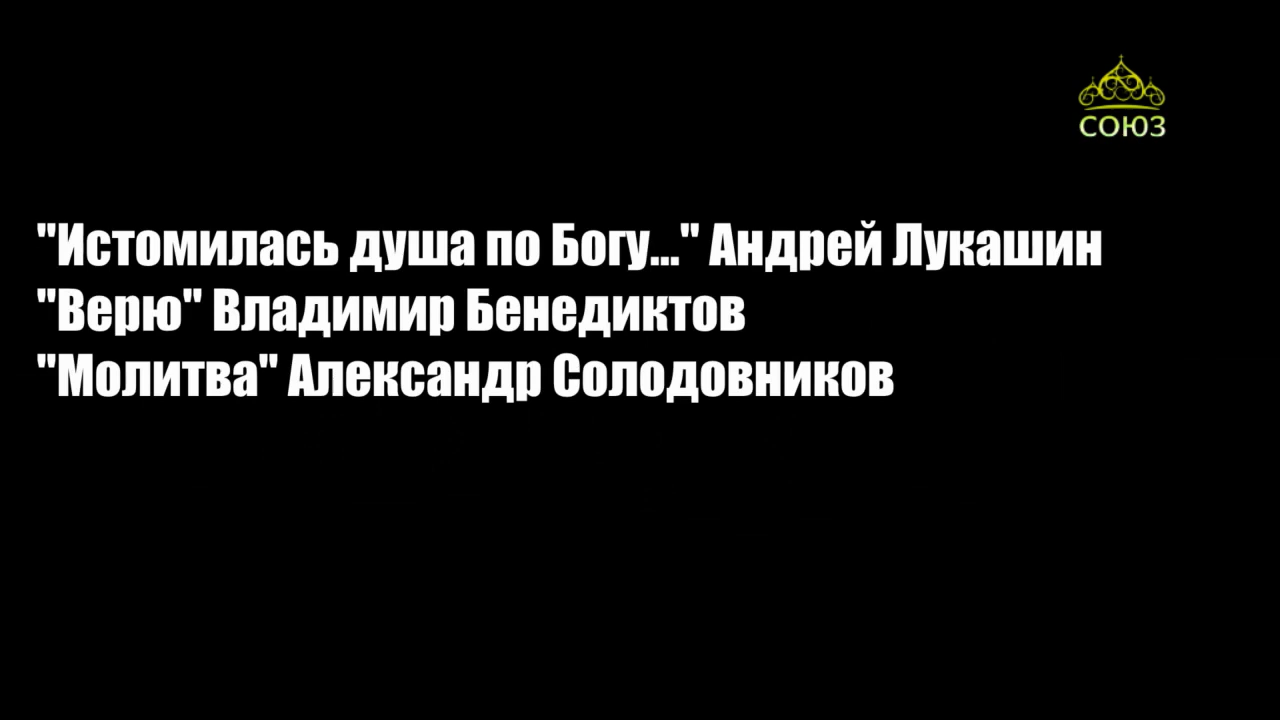 СОЮЗ
"Истомилась душа по Богу..." Андрей Лукашин
"Верю" Владимир Бенедиктов
"Молитва" Александр Солодовников